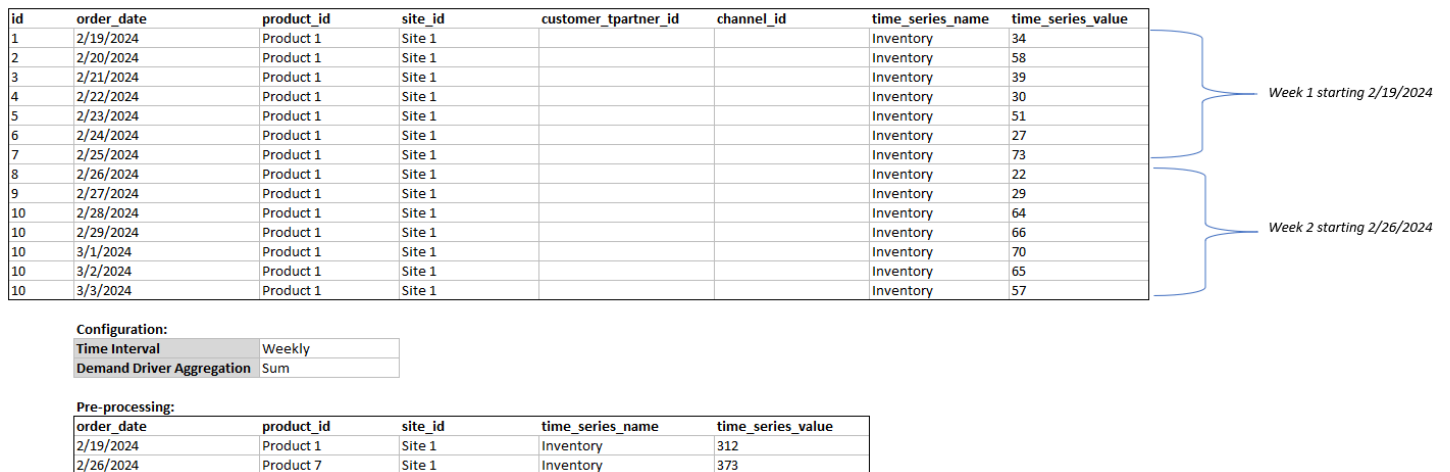 id order_date product_id site_id customer_tpartner_id channel_id time_series_name time_series_value
1 2/19/2024 Product 1 Site 1 Inventory 34
2 2/20/2024 Product 1 Site 1 Inventory 58
3 2/21/2024 Product 1 Site 1 Inventory 39
4 2/22/2024 Product 1 Site 1 Inventory 30
Week 1 starting 2/19/2024
5 2/23/2024 Product 1 Site 1 Inventory 51
6 2/24/2024 Product 1 Site 1 Inventory 27
7 2/25/2024 Product 1 Site 1 Inventory 73
8 2/26/2024 Product 1 Site 1 Inventory 22
9 2/27/2024 Product 1 Site 1 Inventory 29
10 2/28/2024 Product 1 Site 1 Inventory 64
10 2/29/2024 Product 1 Site 1 Inventory 66
Week 2 starting 2/26/2024
10 3/1/2024 Product 1 Site 1 Inventory 70
10 3/2/2024 Product 1 Site 1 Inventory 65
10 3/3/2024 Product 1 Site 1 Inventory 57
Configuration:
Time Interval Weekly
Demand Driver Aggregation Sum
Pre-processing:
order_date product_id site_id time_series_name time_series_value
2/19/2024 Product 1 Site 1 Inventory 312
2/26/2024 Product 7 Site 1 Inventory 373